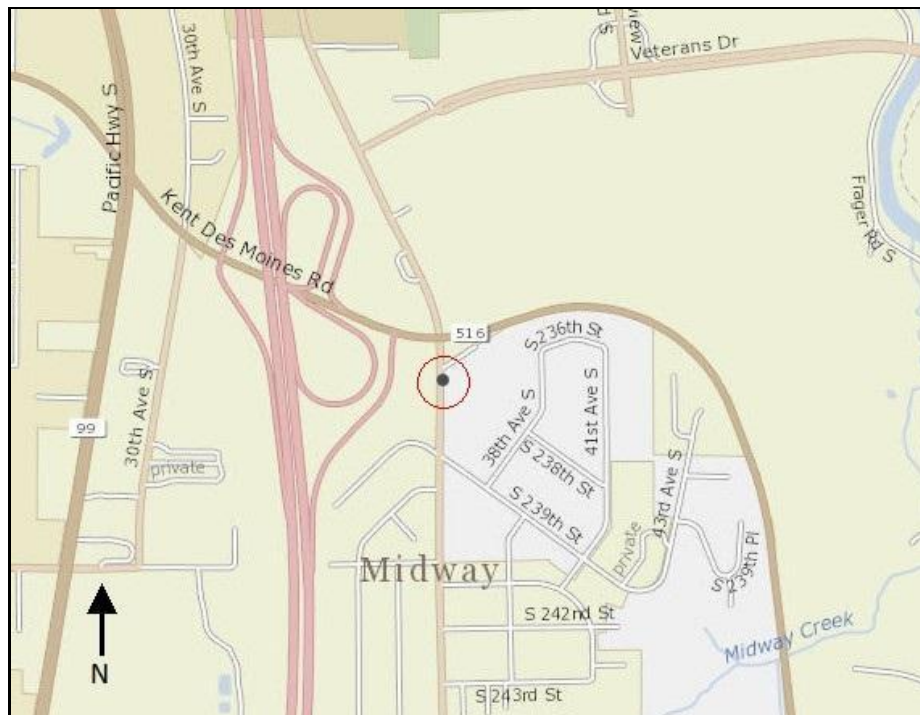 30th Ave S
Veterans Dr
Pacific Hwy S
Kent Des Moines Rd
Frager Rd S
516
S 236th St
41st Ave S
38th Ave S
99
30th Ave S
private
S 238th St
S 239th St
43rd Ave S
private
Midway
S 239th Pl
S 242nd St
Midway Creek
N
S 243rd St